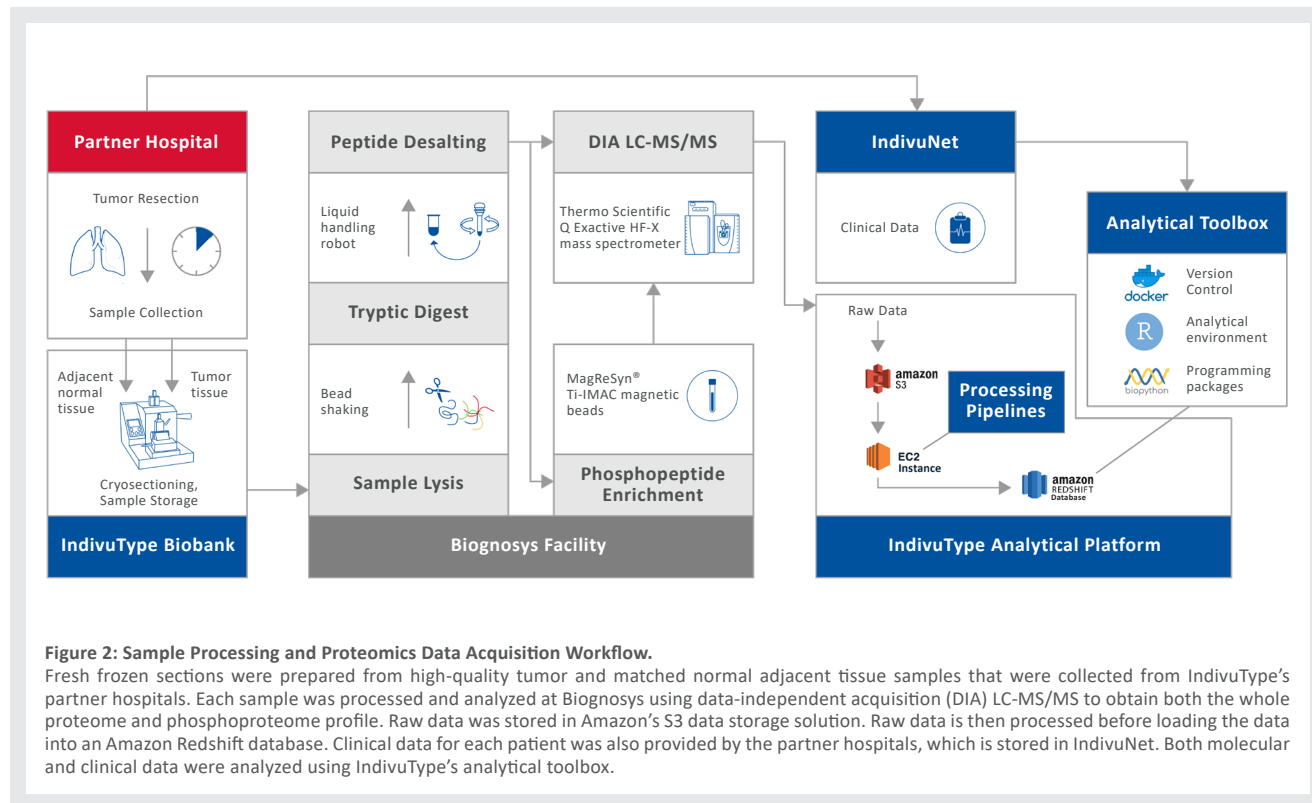 Partner Hospital
Tumor Resection
Sample Collection
Adjacent
normal
tissue
Tumor
tissue
Cryosectioning,
Sample Storage
IndivuType Biobank
Peptide Desalting
Liquid
handling
robot
Tryptic Digest
Bead
shaking
Sample Lysis
DIA LC-MS/MS
Thermo Scientific
Q Exactive HF-X
mass spectrometer
MagReSyn®
Ti-IMAC magnetic
beads
Phosphopeptide
Enrichment
Biognosys Facility
IndivuNet
Clinical Data
Analytical Toolbox
docker
Version
Control
R
Analytical
environment
biopython
Programming
packages
Raw Data
amazon
S3
Processing
Pipelines
EC2
Instance
amazon
REDSHIFT
Database
IndivuType Analytical Platform
Figure 2: Sample Processing and Proteomics Data Acquisition Workflow.
Fresh frozen sections were prepared from high-quality tumor and matched normal adjacent tissue samples that were collected from IndivuType’s
partner hospitals. Each sample was processed and analyzed at Biognosys using data-independent acquisition (DIA) LC-MS/MS to obtain both the whole
proteome and phosphoproteome profile. Raw data was stored in Amazon’s S3 data storage solution. Raw data is then processed before loading the data
into an Amazon Redshift database. Clinical data for each patient was also provided by the partner hospitals, which is stored in IndivuNet. Both molecular
and clinical data were analyzed using IndivuType’s analytical toolbox.